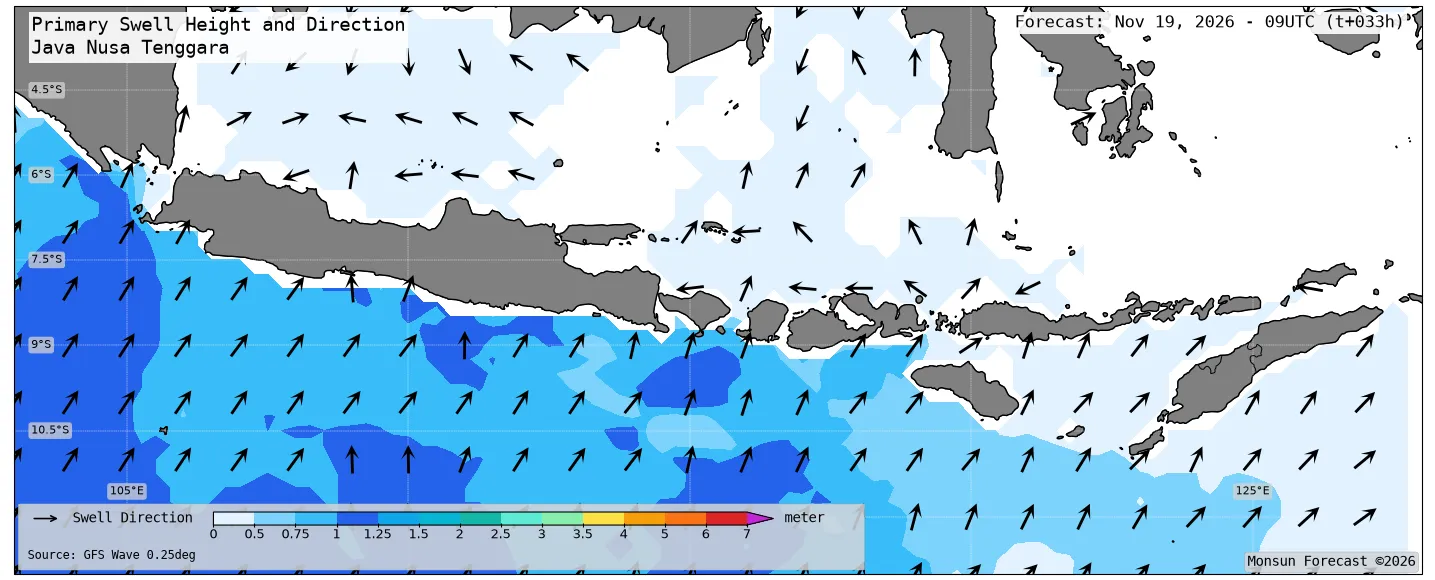 Primary Swell Height and Direction
Java Nusa Tenggara
Forecast: Nov 19, 2026 - 09UTC (t+033h)
4.5°S
6°S
7.5°S
9°S
10.5°S
105°E
125°E
Swell Direction
0 0.5 0.75 1 1.25 1.5 2 2.5 3 3.5 4 5 6 7
meter
Source: GFS Wave 0.25deg
Monsun Forecast ©2026